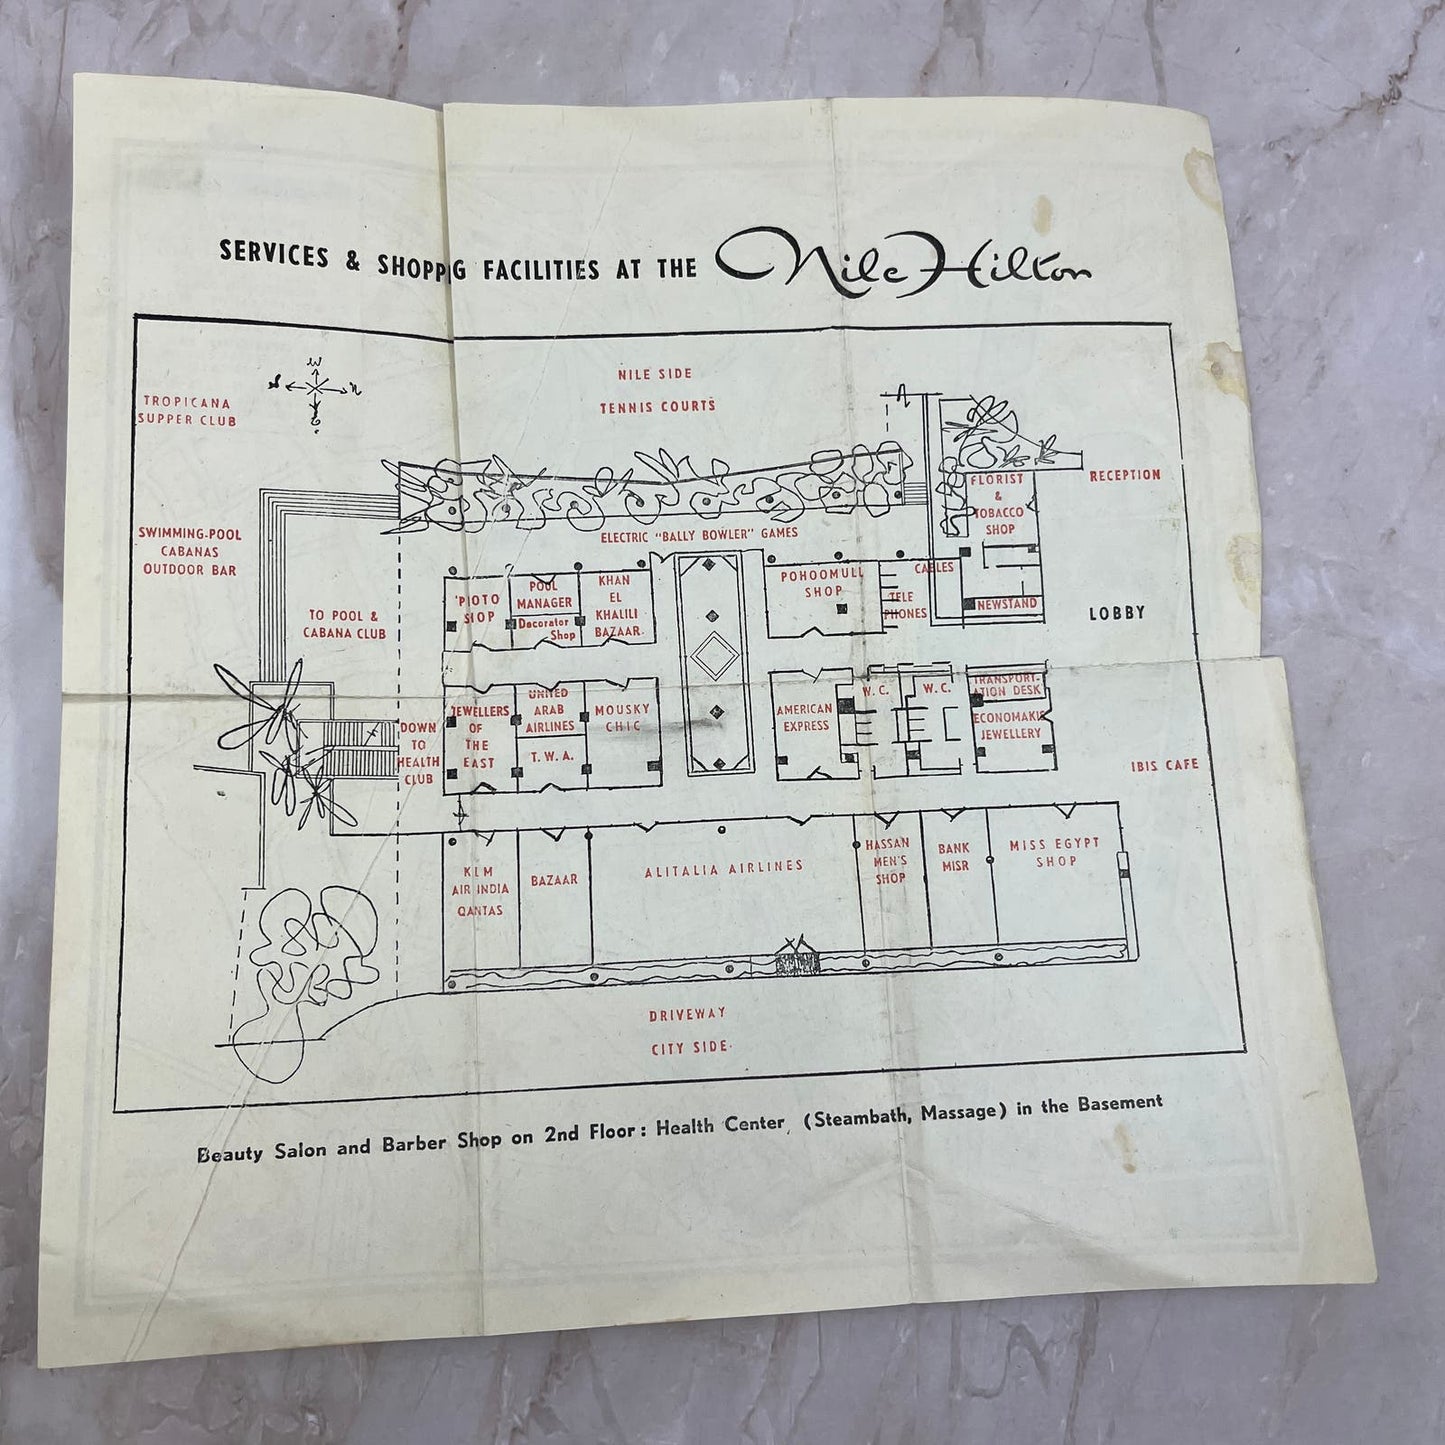 SERVICES & SHOPPG FACILITIES AT THE Nile Hilton
W
S
n
E.
NILE SIDE
TENNIS COURTS
TROPICANA
SUPPER CLUB
RECEPTION
FLORIST
&
TOBACCO
SHOP
SWIMMING-POOL
CABANAS
OUTDOOR BAR
ELECTRIC "BALLY BOWLER" GAMES
TO POOL &
CABANA CLUB
POOL
MANAGER
Decorator
Shop
KHAN
EL
KHALILI
BAZAAR
POHOOMULL
SHOP
CABLES
TELE
PHONES
NEWSTAND
LOBBY
DOWN
TO
HEALTH
CLUB
JEWELLERS
OF
THE
EAST
UNITED
ARAB
AIRLINES
T. W. A.
MOUSKY
CHIC
AMERICAN
EXPRESS
W. C.
W. C.
TRANSPORT-
ATION DESK
ECONOMAKIS
JEWELLERY
IBIS CAFE
KLM
AIR INDIA
QANTAS
BAZAAR
ALITALIA AIRLINES
HASSAN
MEN'S
SHOP
BANK
MISR
MISS EGYPT
SHOP
DRIVEWAY
CITY SIDE
Beauty Salon and Barber Shop on 2nd Floor: Health Center, (Steambath, Massage) in the Basement